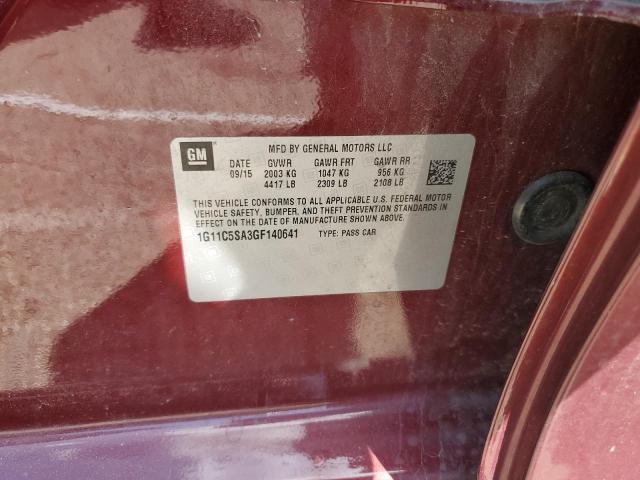 GM
MFD BY GENERAL MOTORS LLC
DATE GVWR GAWR FRT GAWR RR
09/15 2003 KG 1047 KG 956 KG
4417 LB 2309 LB 2108 LB
THIS VEHICLE CONFORMS TO ALL APPLICABLE U.S. FEDERAL MOTOR
VEHICLE SAFETY, BUMPER, AND THEFT PREVENTION STANDARDS
IN EFFECT ON THE DATE OF MANUFACTURE SHOWN ABOVE.
1G11C5SA3GF140641 TYPE: PASS CAR